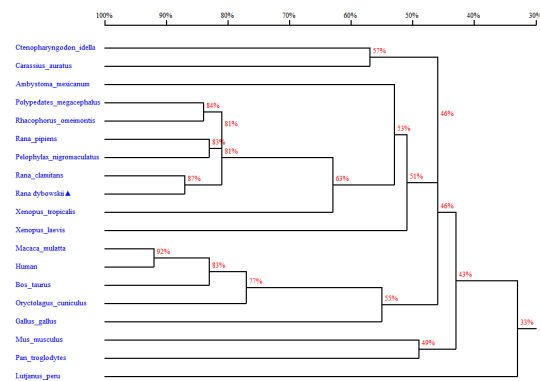 100% 90% 80% 70% 60% 50% 40% 30%
Ctenopharyngodon_idella
57%
Carassius_auratus
Ambystoma_mexicanum
Polypedates_megacephalus
84%
46%
Rhacophorus_omeimontis
81%
53%
Rana_pipiens
83%
81%
Pelophylax_nigromaculatus
Rana_clamitans
87%
63%
51%
Rana dybowskii▲
Xenopus_tropicalis
46%
Xenopus_laevis
Macaca_mulatta
92%
Human
83%
43%
Bos_taurus
77%
Oryctolagus_cuniculus
55%
Gallus_gallus
33%
Mus_musculus
49%
Pan_troglodytes
Lutjanus_peru